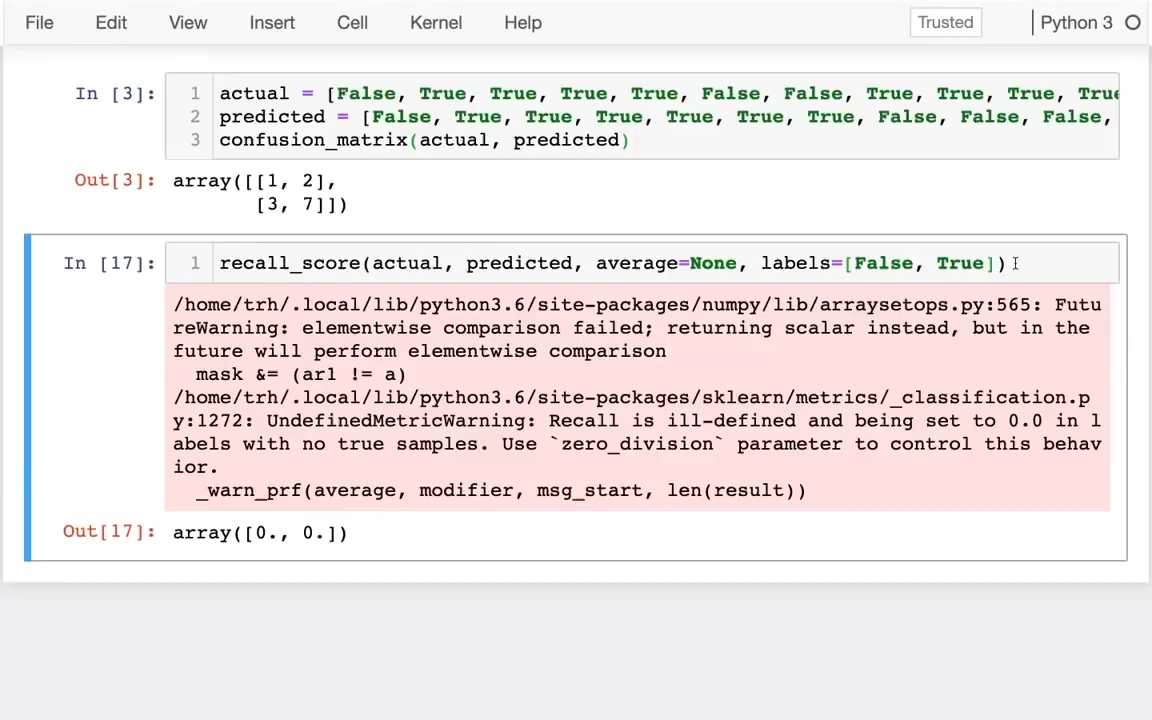 File Edit View Insert Cell Kernel Help Trusted Python 3
In [3]: 1 actual = [False, True, True, True, True, False, False, True, True, True, True
2 predicted = [False, True, True, True, True, True, True, False, False, False,
3 confusion_matrix(actual, predicted)
Out[3]: array([[1, 2],
[3, 7]])
In [17]: 1 recall_score(actual, predicted, average=None, labels=[False, True])
/home/trh/.local/lib/python3.6/site-packages/numpy/lib/arraysetops.py:565: Futu
reWarning: elementwise comparison failed; returning scalar instead, but in the
future will perform elementwise comparison
mask &= (ar1 != a)
/home/trh/.local/lib/python3.6/site-packages/sklearn/metrics/_classification.p
y:1272: UndefinedMetricWarning: Recall is ill-defined and being set to 0.0 in l
abels with no true samples. Use `zero_division` parameter to control this behav
ior.
_warn_prf(average, modifier, msg_start, len(result))
Out[17]: array([0., 0.])